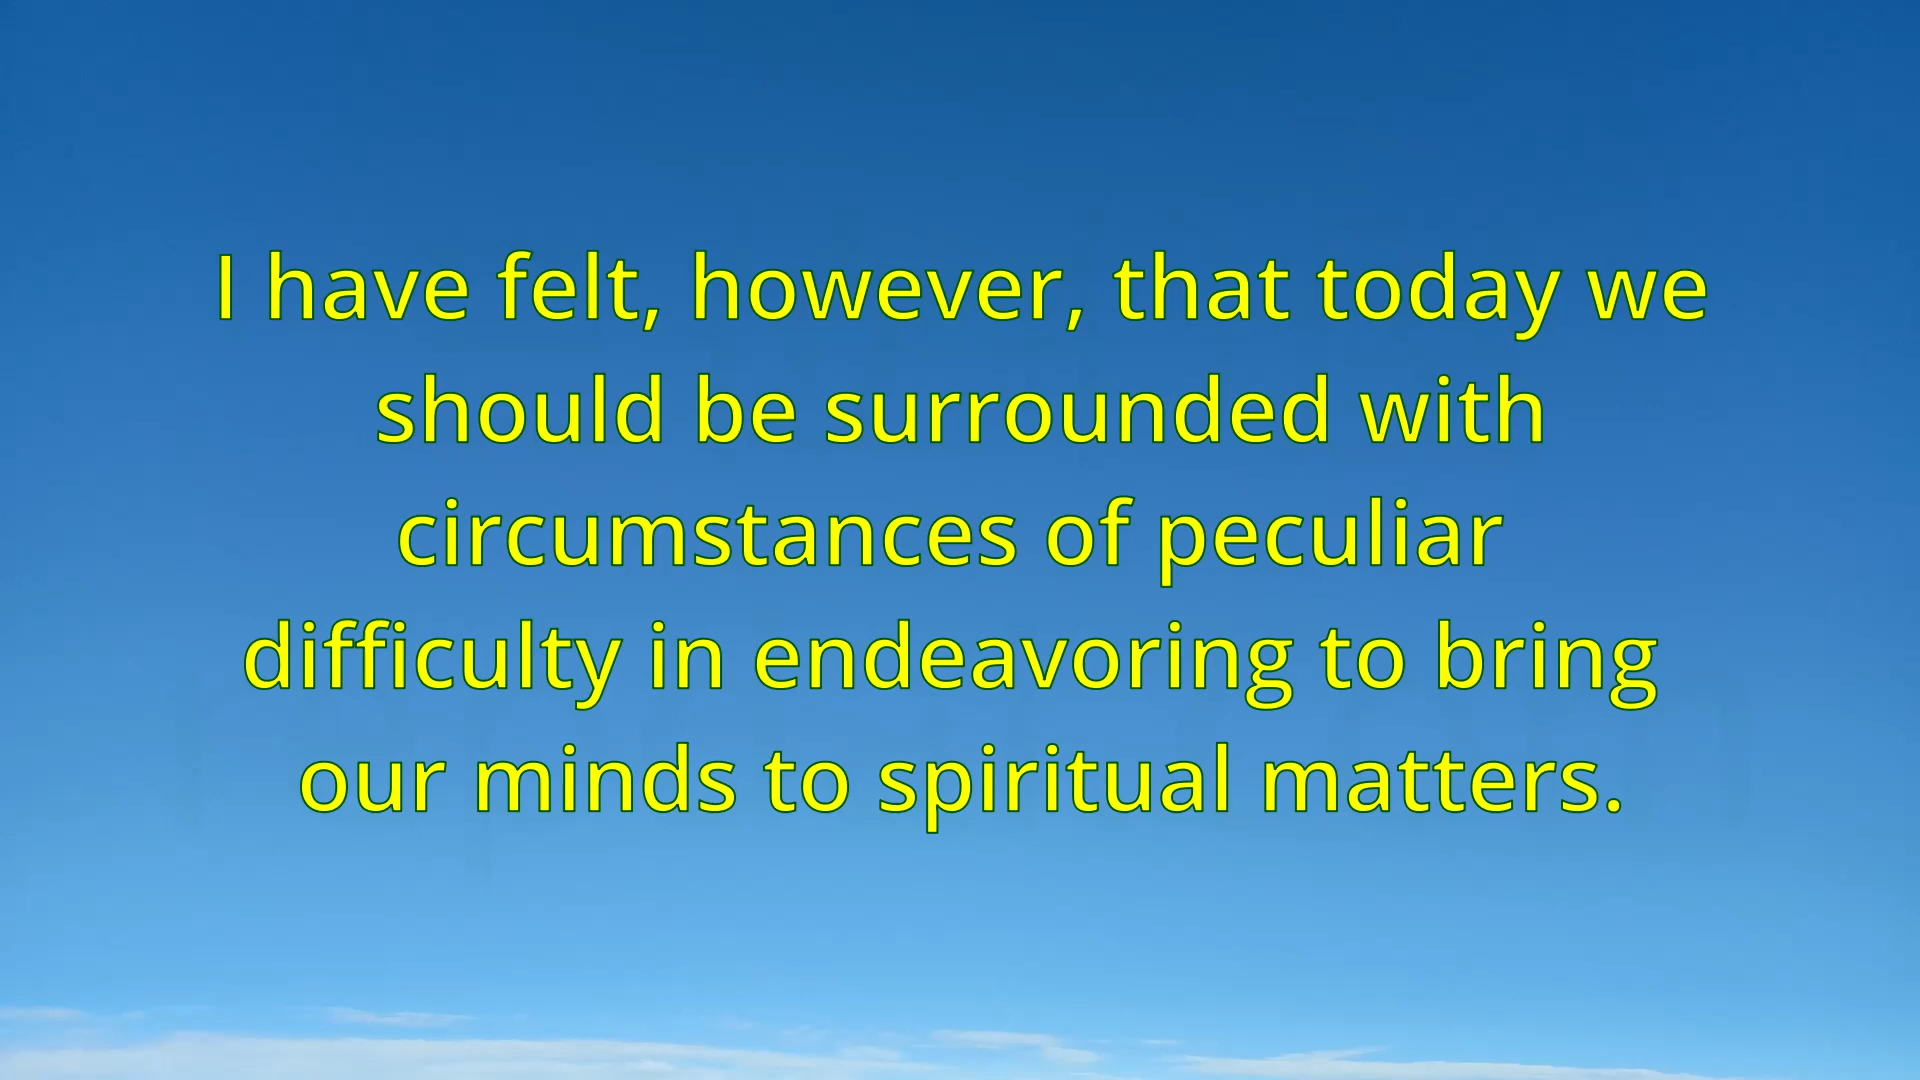 I have felt, however, that today we
should be surrounded with
circumstances of peculiar
difficulty in endeavoring to bring
our minds to spiritual matters.